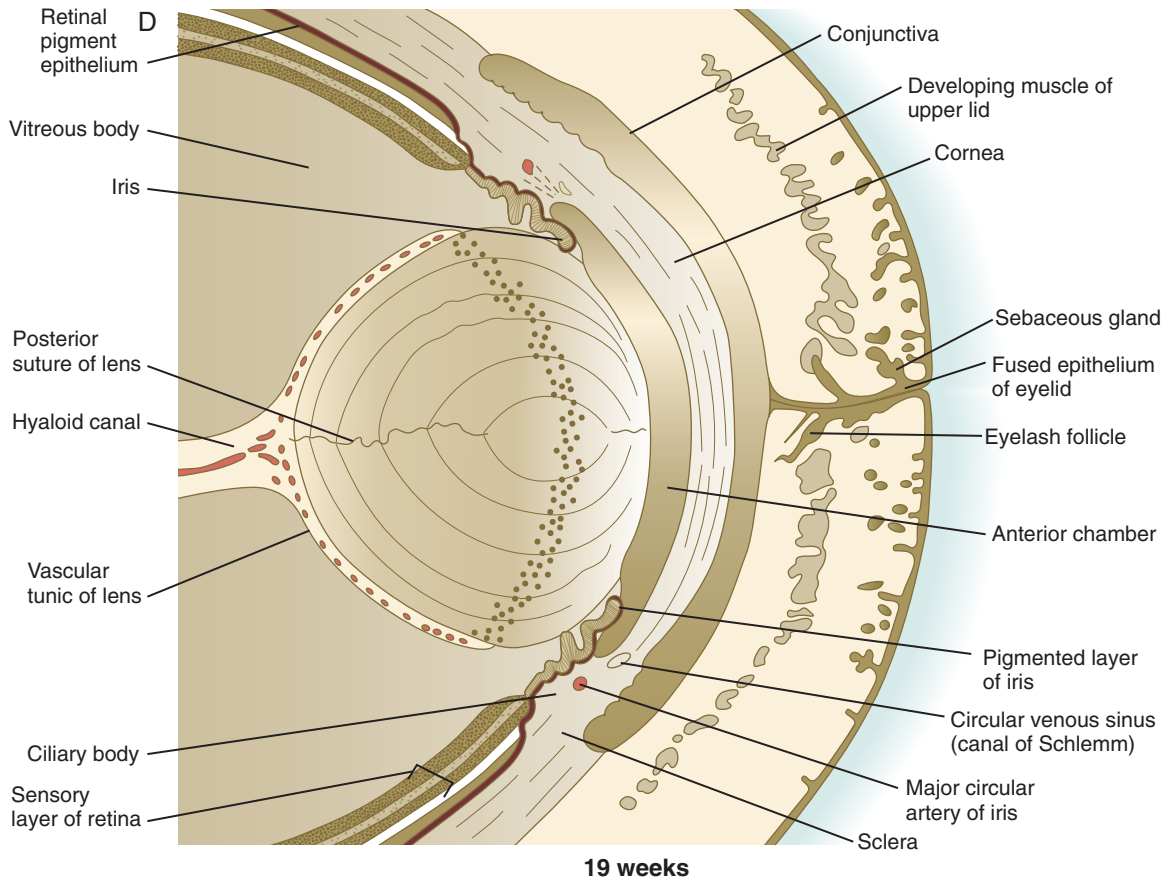 D
Retinal
pigment
epithelium
Vitreous body
Iris
Posterior
suture of lens
Hyaloid canal
Vascular
tunic of lens
Ciliary body
Sensory
layer of retina
Conjunctiva
Developing muscle of
upper lid
Cornea
Sebaceous gland
Fused epithelium
of eyelid
Eyelash follicle
Anterior chamber
Pigmented layer
of iris
Circular venous sinus
(canal of Schlemm)
Major circular
artery of iris
Sclera
19 weeks